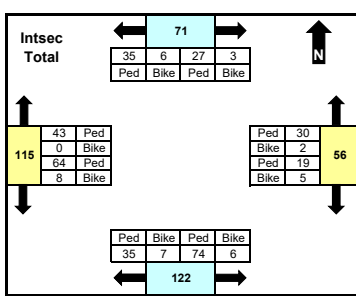 Intsec
Total
71
N
35 6 27 3
Ped Bike Ped Bike
115
43 Ped
0 Bike
64 Ped
8 Bike
Ped 30
Bike 2
Ped 19
Bike 5
56
Ped Bike Ped Bike
35 7 74 6
122